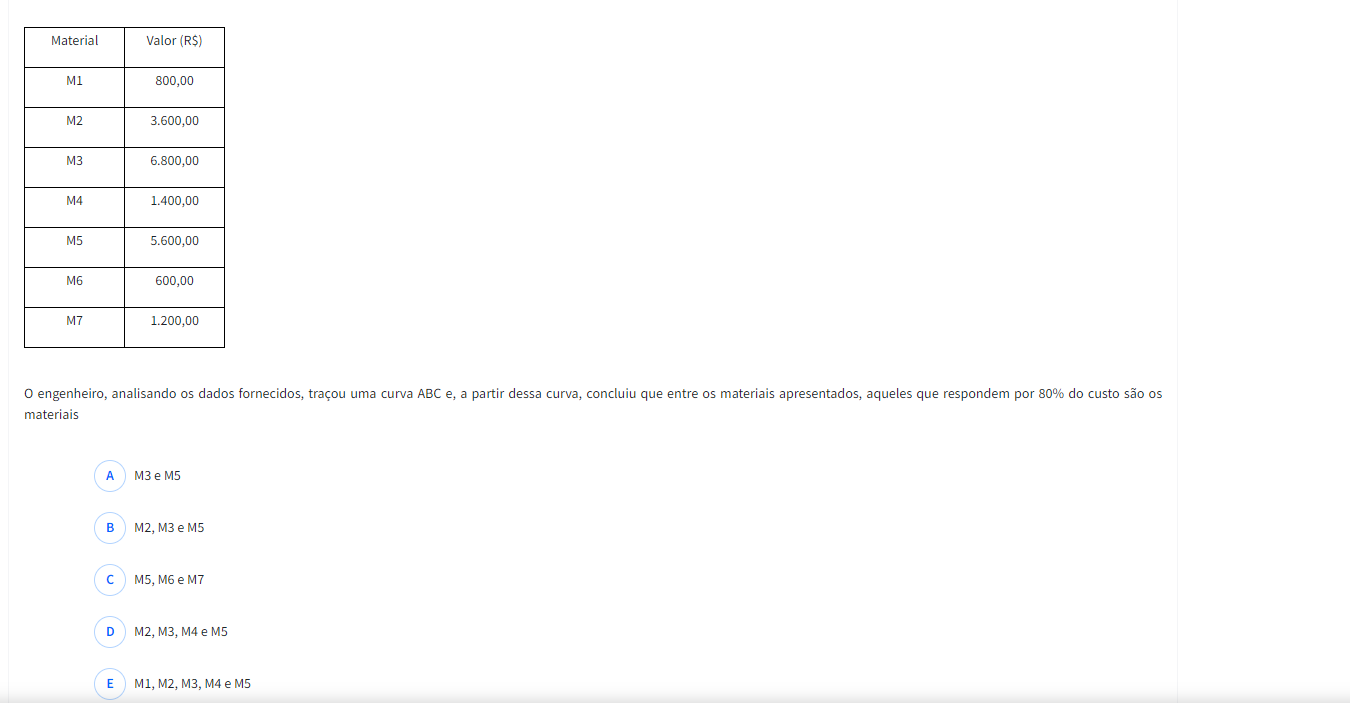 Material Valor (R$)
M1 800,00
M2 3.600,00
M3 6.800,00
M4 1.400,00
M5 5.600,00
M6 600,00
M7 1.200,00
O engenheiro, analisando os dados fornecidos, traçou uma curva ABC e, a partir dessa curva, concluiu que entre os materiais apresentados, aqueles que respondem por 80% do custo são os
materiais
A M3 e M5
B M2, M3 e M5
C M5, M6 e M7
D M2, M3, M4 e M5
E M1, M2, M3, M4 e M5